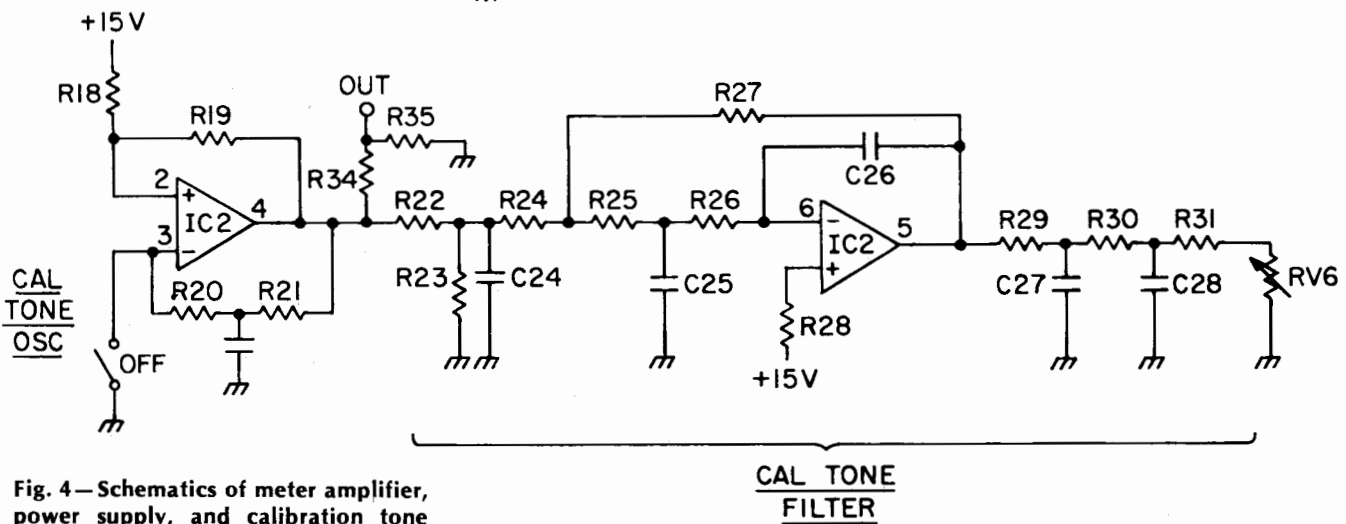 +15V
R18
R19
OUT
R35
R34
R27
C26
2
+
IC2
4
3
-
R22
R24
R25
R26
6
-
IC2
5
+
R29
R30
R31
CAL
TONE
OSC
R20
R21
R23
C24
C25
R28
C27
C28
RV6
OFF
+15V
CAL TONE
FILTER
Fig. 4—Schematics of meter amplifier,
power supply, and calibration tone